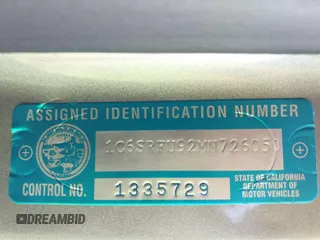 ASSIGNED IDENTIFICATION NUMBER
1C6SRFU92MN726050
STATE OF CALIFORNIA
CONTROL NO. 1335729 DEPARTMENT OF
MOTOR VEHICLES
DREAMBID